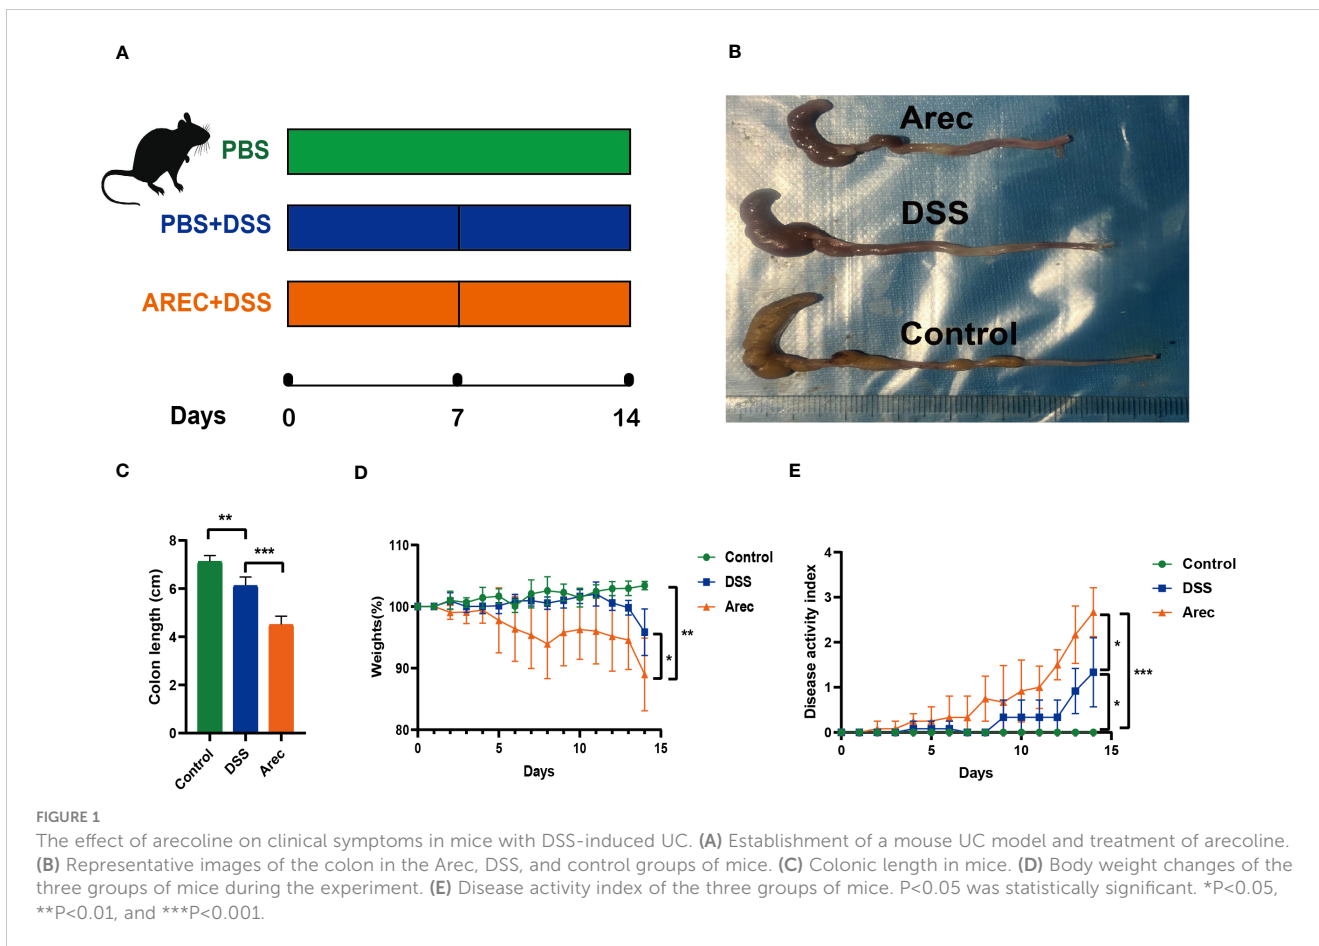 A
PBS
PBS+DSS
AREC+DSS
Days
0
7
14
B
Arec
DSS
Control
C
**
***
8
6
4
2
0
Colon length (cm)
Control
DSS
Arec
D
110
100
90
80
Weights(%)
0
5
10
15
Days
Control
DSS
Arec
*
**
E
4
3
2
1
0
Disease activity index
0
5
10
15
Days
Control
DSS
Arec
*
*
***
FIGURE 1
The effect of arecoline on clinical symptoms in mice with DSS-induced UC. (A) Establishment of a mouse UC model and treatment of arecoline.
(B) Representative images of the colon in the Arec, DSS, and control groups of mice. (C) Colonic length in mice. (D) Body weight changes of the
three groups of mice during the experiment. (E) Disease activity index of the three groups of mice. P<0.05 was statistically significant. *P<0.05,
**P<0.01, and ***P<0.001.